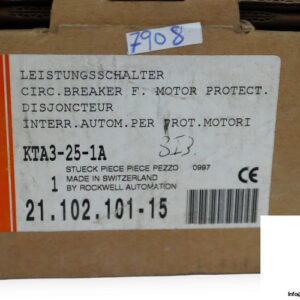 7908
LEISTUNGSSCHALTER
CIRC.BREAKER F. MOTOR PROTECT.
DISJONCTEUR
INTERR.AUTOM.PER PROT.MOTORI
KTA3-25-1A
STUECK PIECE PIECE PEZZO 0997
1 MADE IN SWITZERLAND
BY ROCKWELL AUTOMATION
CE
21.102.101-15